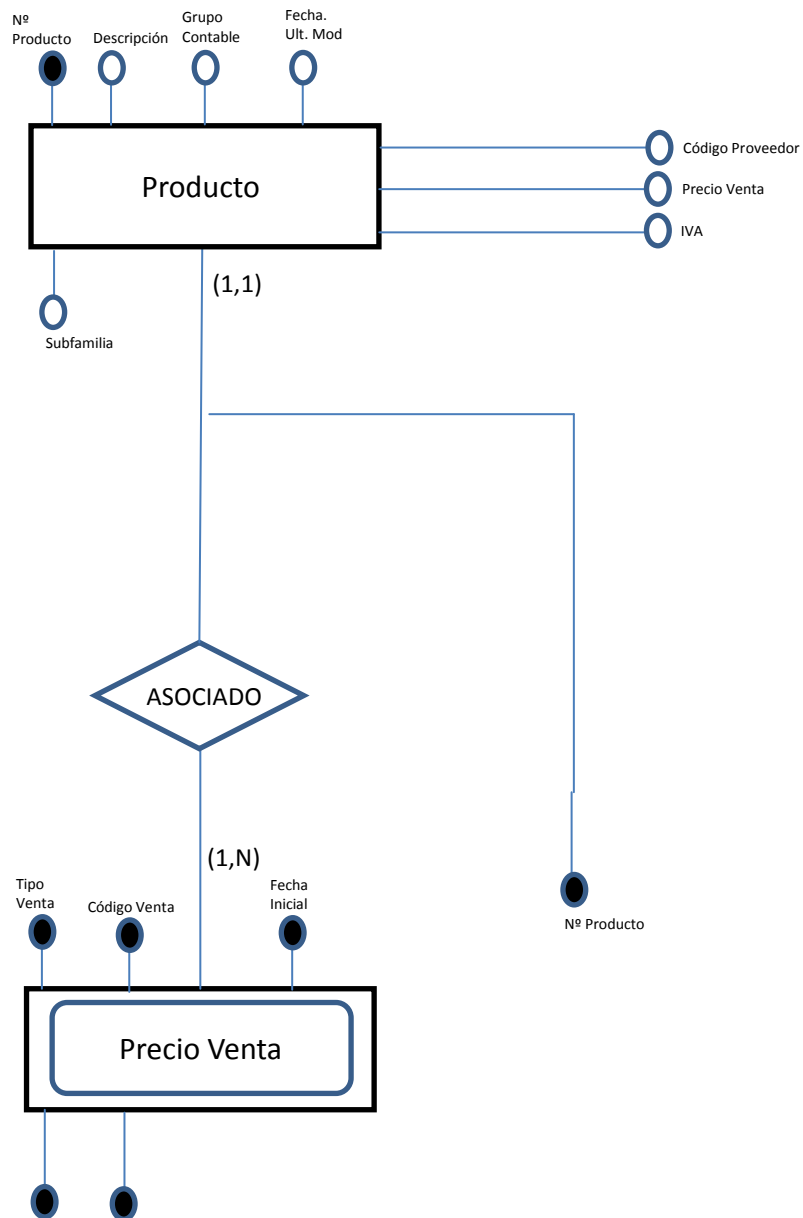 Nº
Producto
Descripción
Grupo
Contable
Fecha.
Ult. Mod
Producto
Código Proveedor
Precio Venta
IVA
(1,1)
Subfamilia
ASOCIADO
(1,N)
Tipo
Venta
Código Venta
Fecha
Inicial
Nº Producto
Precio Venta